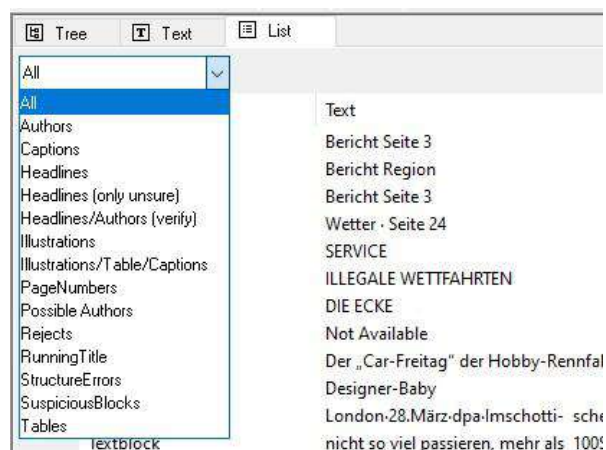 Tree Text List
All
All
Authors
Captions
Headlines
Headlines (only unsure)
Headlines/Authors (verify)
Illustrations
Illustrations/Table/Captions
PageNumbers
Possible Authors
Rejects
RunningTitle
StructureErrors
SuspiciousBlocks
Tables
Textblock
Text
Bericht Seite 3
Bericht Region
Bericht Seite 3
Wetter · Seite 24
SERVICE
ILLEGALE WETTFAHRTEN
DIE ECKE
Not Available
Der „Car-Freitag" der Hobby-Rennfal
Designer-Baby
London·28.März·dpa·Imschotti- sche
nicht so viel passieren, mehr als 100